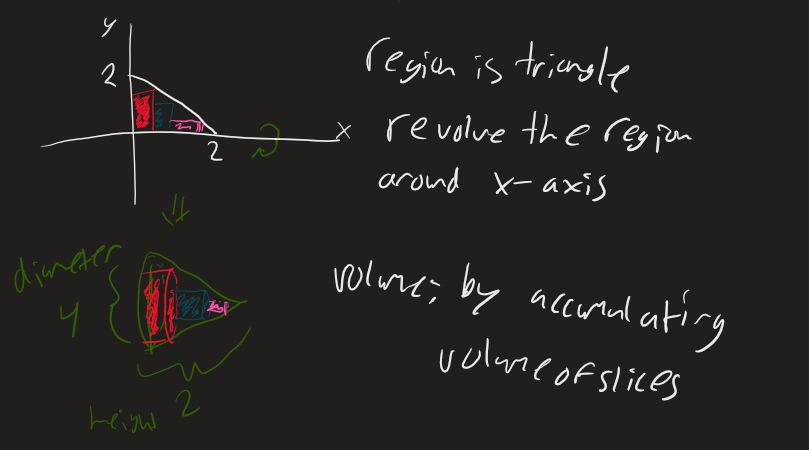 y
2
x
2
region is triangle
revolve the region
around x-axis
diameter
4
height 2
volume: by accumulating
volume of slices